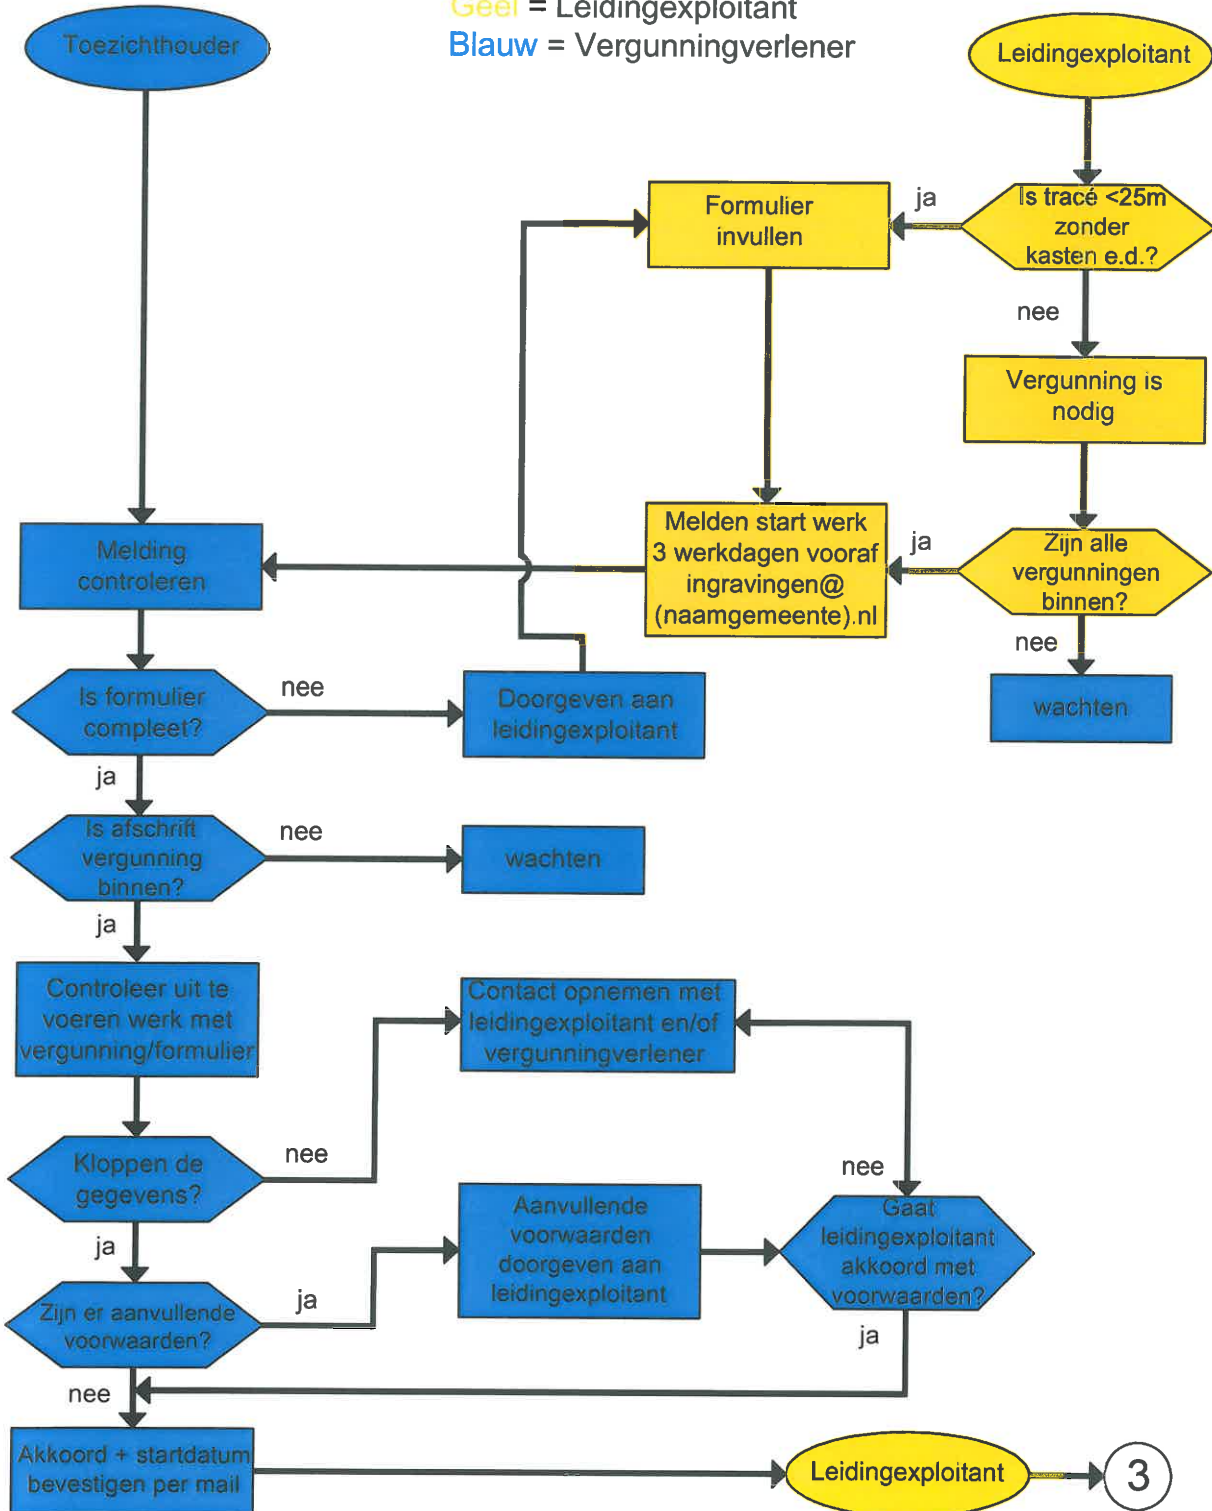 Geel = Leidingexploitant
Blauw = Vergunningverlener
Toezichthouder
Leidingexploitant
Is tracé <25m
zonder
kasten e.d.?
ja
Formulier
invullen
nee
Vergunning is
nodig
Zijn alle
vergunningen
binnen?
ja
Melden start werk
3 werkdagen vooraf
ingravingen@
(naamgemeente).nl
nee
wachten
Melding
controleren
Is formulier
compleet?
nee
Doorgeven aan
leidingexploitant
ja
Is afschrift
vergunning
binnen?
nee
wachten
ja
Controleer uit te
voeren werk met
vergunning/formulier
Contact opnemen met
leidingexploitant en/of
vergunningverlener
Kloppen de
gegevens?
nee
ja
Zijn er aanvullende
voorwaarden?
ja
Aanvullende
voorwaarden
doorgeven aan
leidingexploitant
nee
Gaat
leidingexploitant
akkoord met
voorwaarden?
ja
nee
Akkoord + startdatum
bevestigen per mail
Leidingexploitant
3